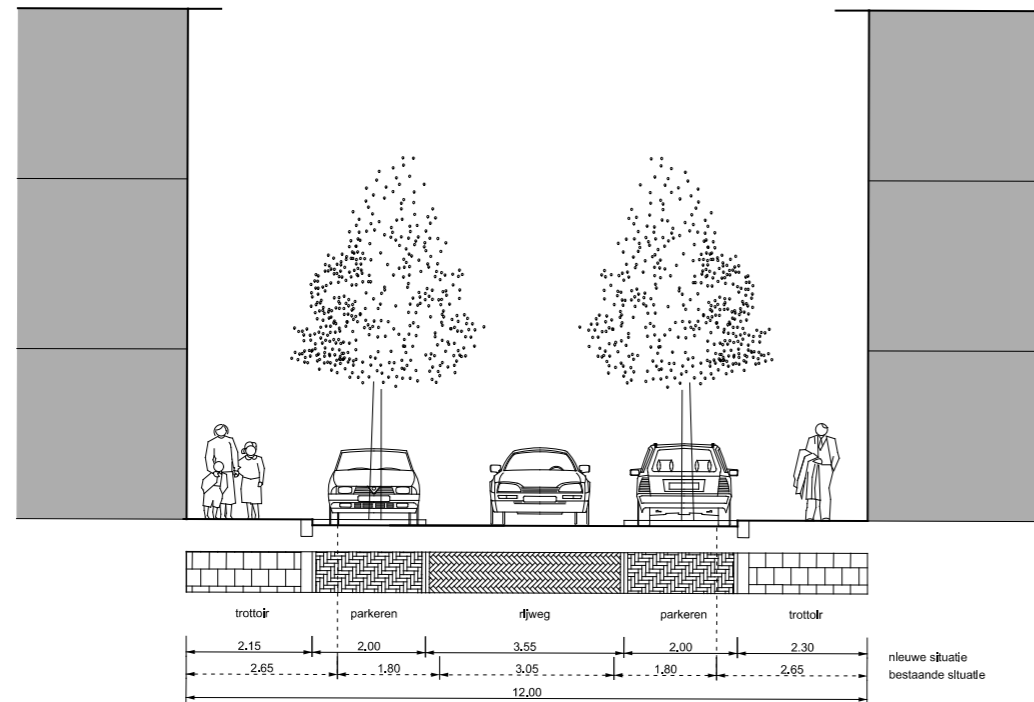 trottoir parkeren rijweg parkeren trottoir
2.15 2.00 3.55 2.00 2.30 nieuwe situatie
2.65 1.80 3.05 1.80 2.65 bestaande situatie
12.00